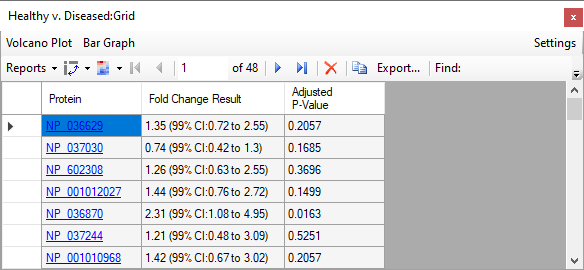 Healthy v. Diseased:Grid
Volcano Plot Bar Graph Settings
Reports 1 of 48 Export... Find:
Protein Fold Change Result Adjusted P-Value
NP_036629 1.35 (99% CI:0.72 to 2.55) 0.2057
NP_037030 0.74 (99% CI:0.42 to 1.3) 0.1685
NP_602308 1.26 (99% CI:0.63 to 2.55) 0.3696
NP_001012027 1.44 (99% CI:0.76 to 2.72) 0.1499
NP_036870 2.31 (99% CI:1.08 to 4.95) 0.0163
NP_037244 1.21 (99% CI:0.48 to 3.09) 0.5251
NP_001010968 1.42 (99% CI:0.67 to 3.02) 0.2057